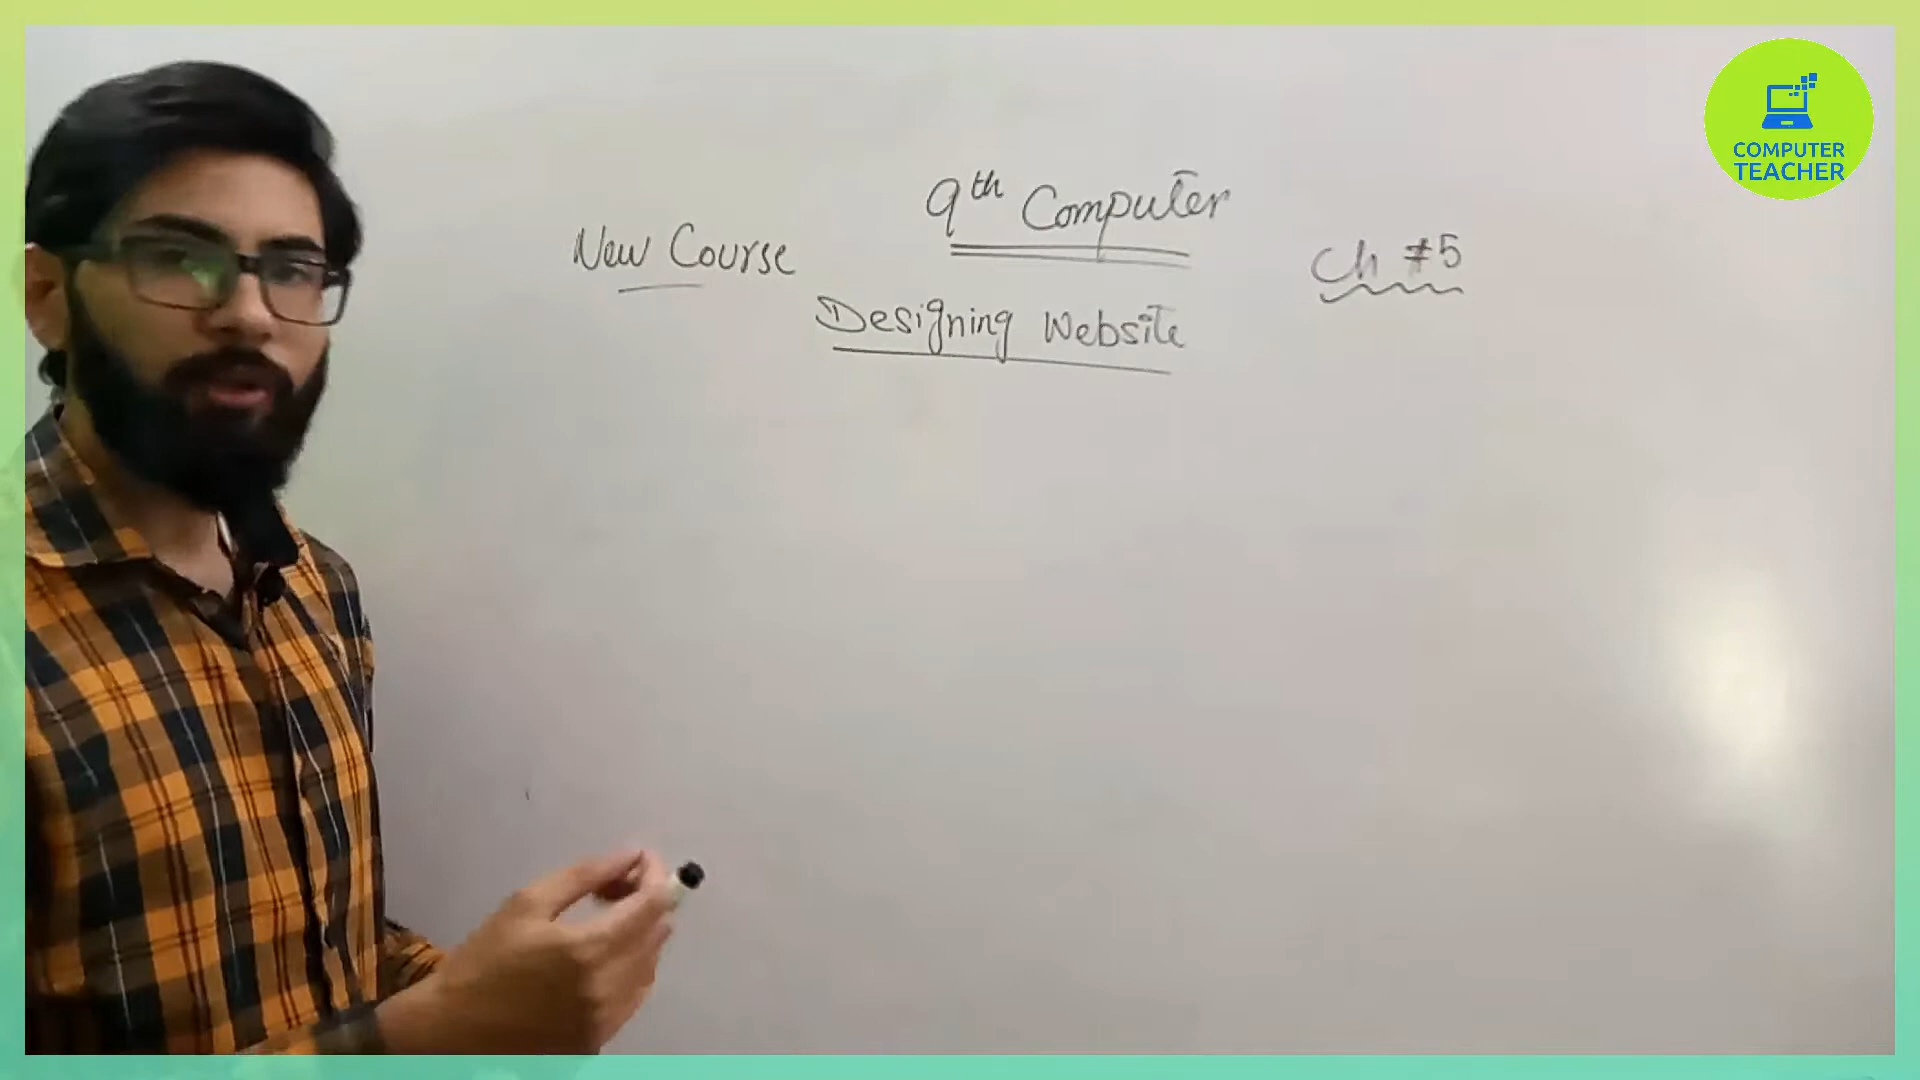 9th Computer
New Course
Ch #5
Designing Website
COMPUTER
TEACHER